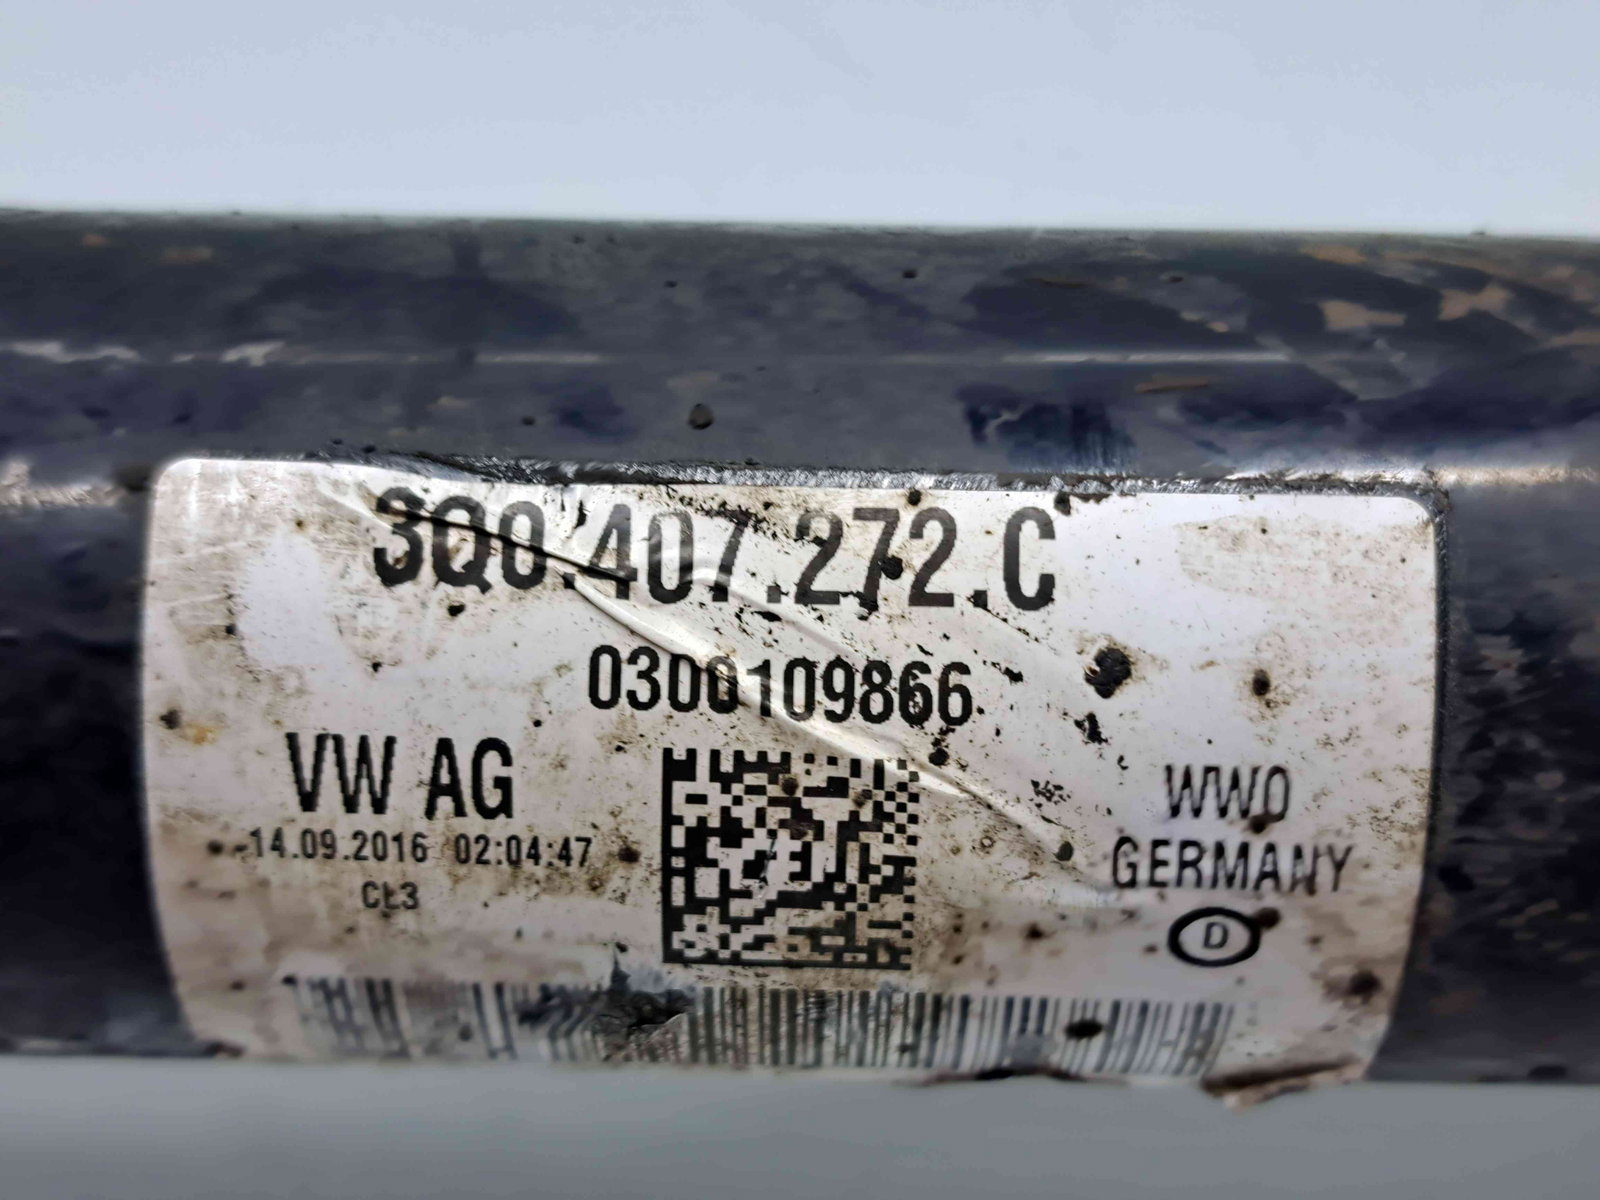 3Q0.407.272.C
0300109866
VW AG
14.09.2016 02:04:47
CL3
WWO
GERMANY
D